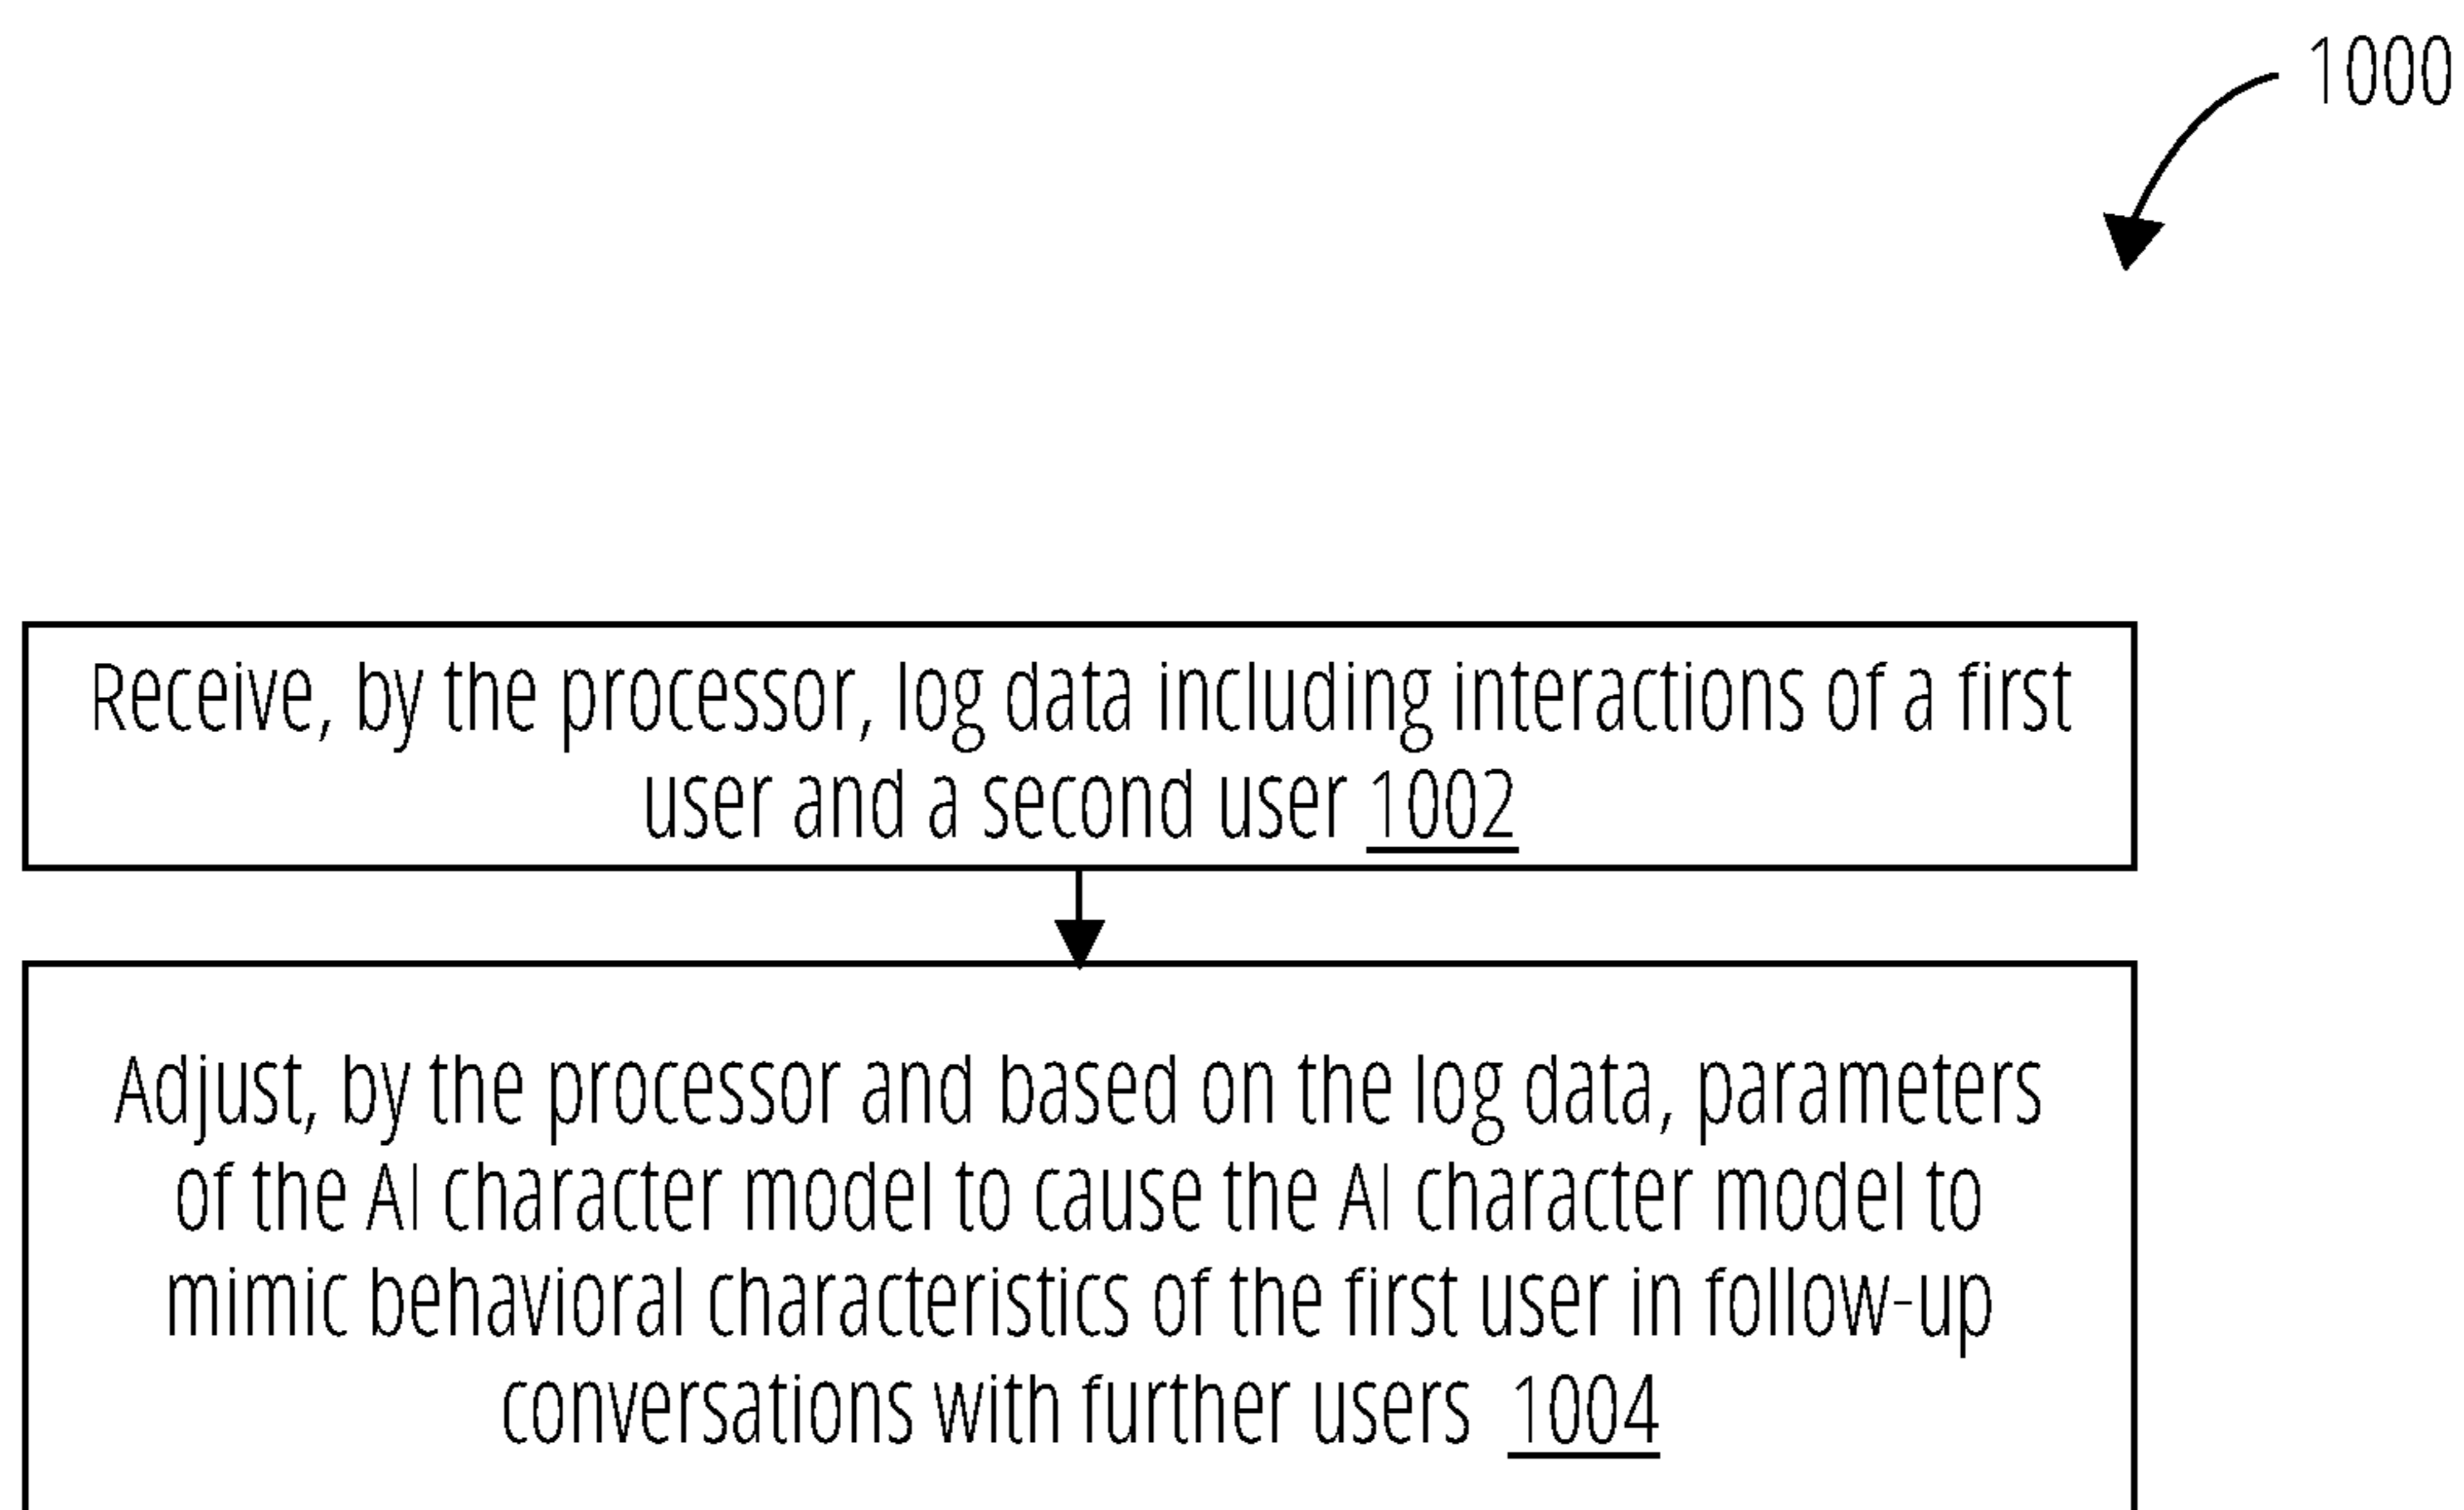 1000
Receive, by the processor, log data including interactions of a first
user and a second user 1002
Adjust, by the processor and based on the log data, parameters
of the AI character model to cause the AI character model to
mimic behavioral characteristics of the first user in follow-up
conversations with further users 1004